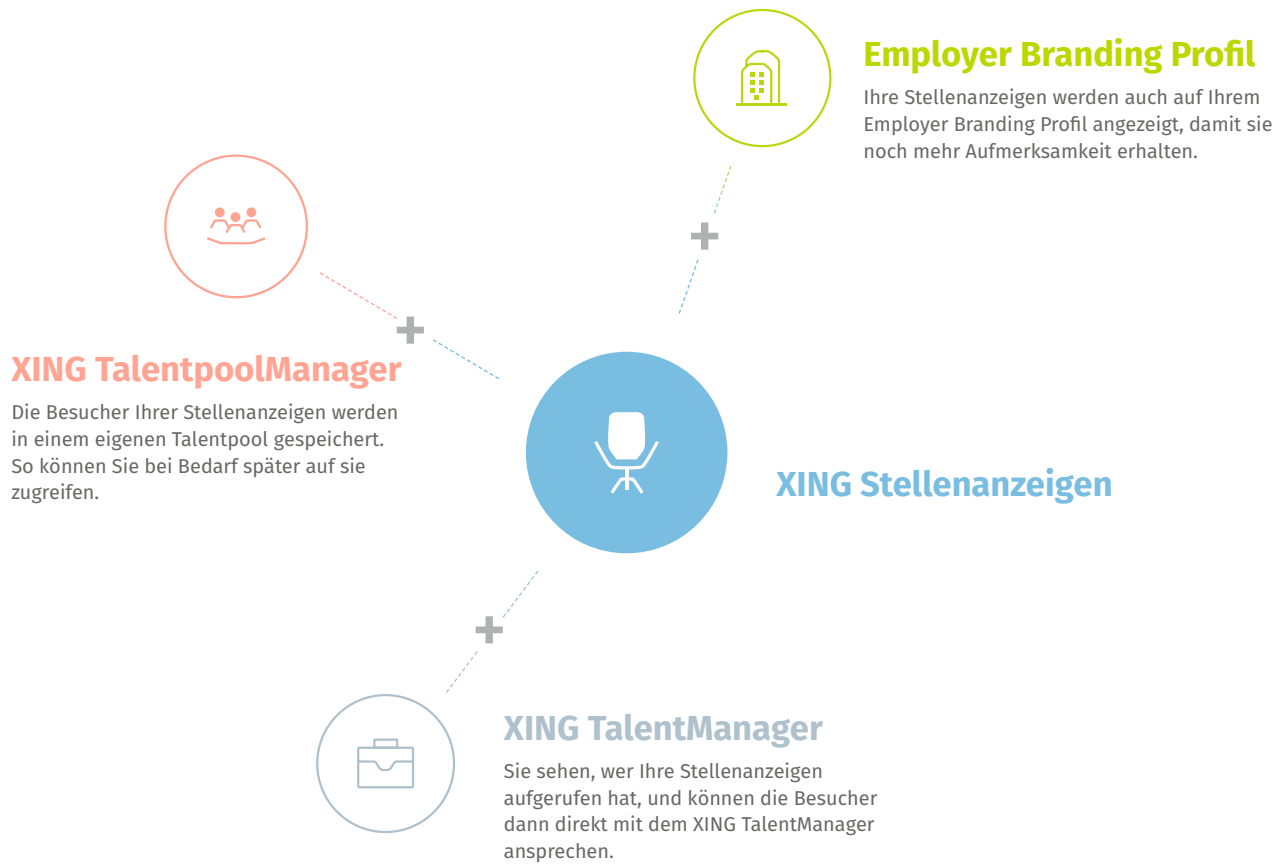 Employer Branding Profil
Ihre Stellenanzeigen werden auch auf Ihrem
Employer Branding Profil angezeigt, damit sie
noch mehr Aufmerksamkeit erhalten.
XING TalentpoolManager
Die Besucher Ihrer Stellenanzeigen werden
in einem eigenen Talentpool gespeichert.
So können Sie bei Bedarf später auf sie
zugreifen.
XING Stellenanzeigen
XING TalentManager
Sie sehen, wer Ihre Stellenanzeigen
aufgerufen hat, und können die Besucher
dann direkt mit dem XING TalentManager
ansprechen.